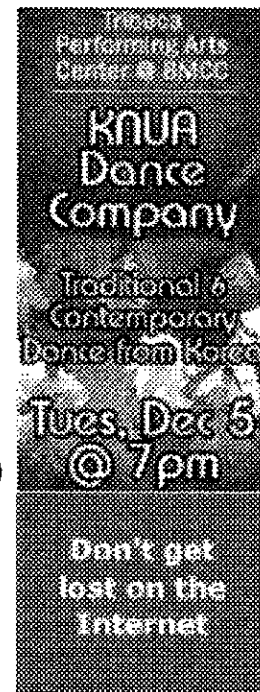 Tribeca
Performing Arts
Center @ BMCC
KNUA
Dance
Company
Traditional &
Contemporary
Dance from Korea
Tues, Dec 5
@ 7pm
Don't get
lost on the
Internet